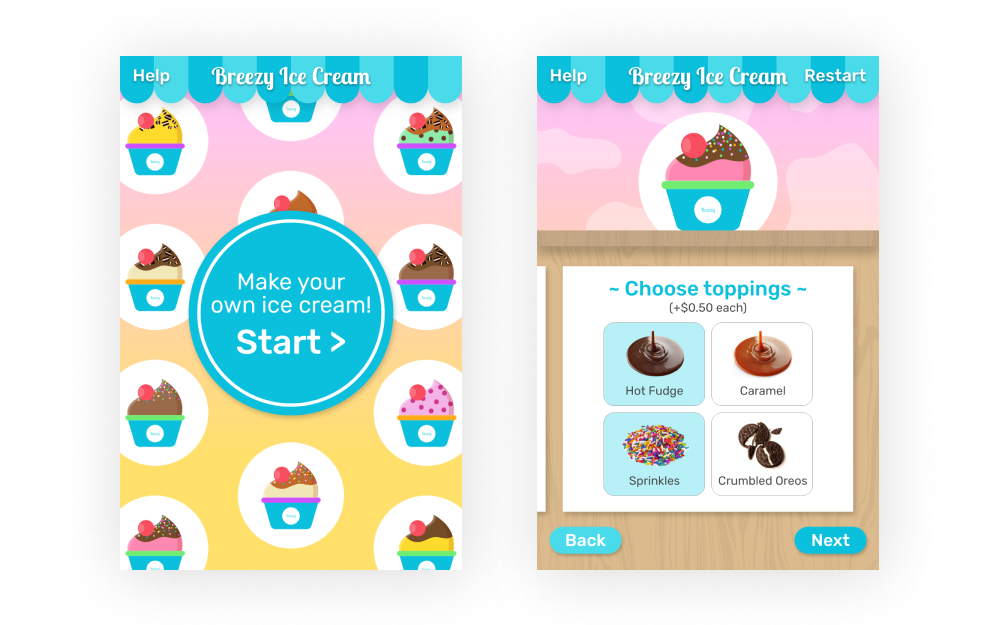 Help
Breezy Ice Cream
Make your
own ice cream!
Start >
Help
Breezy Ice Cream
Restart
Breezy
~ Choose toppings ~
(+$0.50 each)
Hot Fudge
Caramel
Sprinkles
Crumbled Oreos
Back
Next